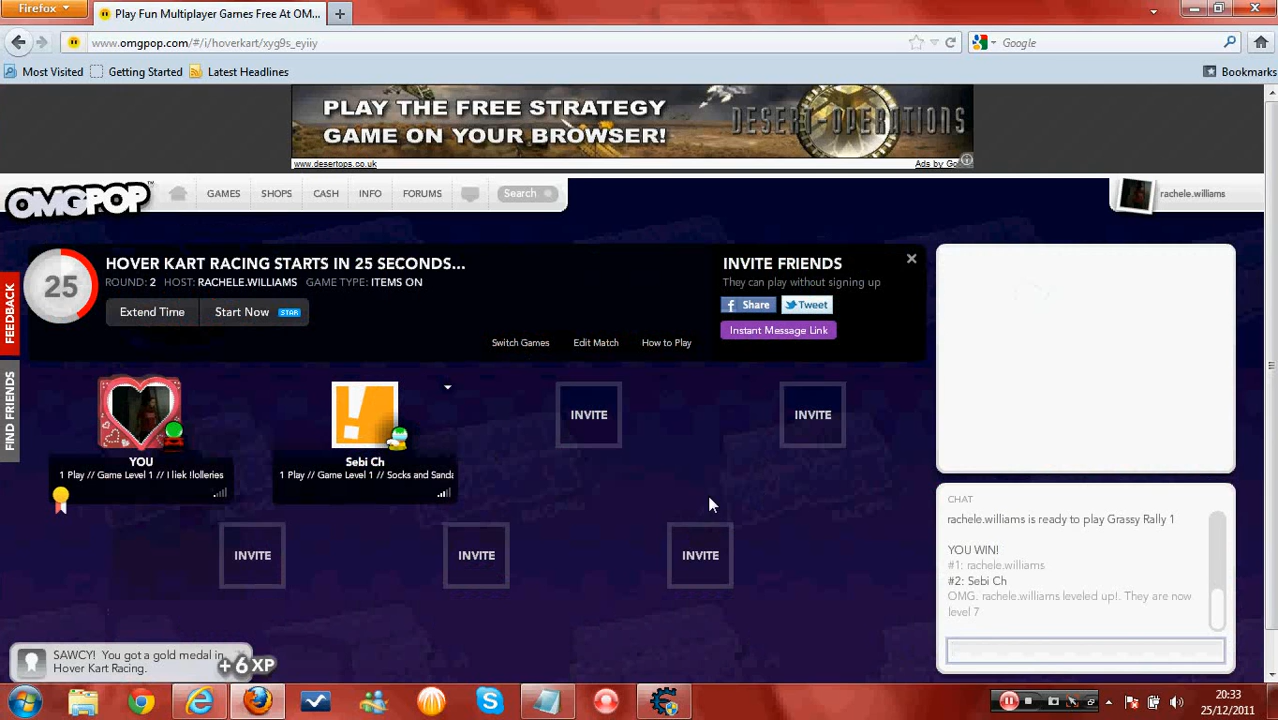 Firefox
Play Fun Multiplayer Games Free At OM...
www.omgpop.com/#/i/hoverkart/xyg9s_eyiiy
Google
Most Visited
Getting Started
Latest Headlines
Bookmarks
PLAY THE FREE STRATEGY
GAME ON YOUR BROWSER!
DESERT-OPERATIONS
www.desertops.co.uk
Ads by Go
OMGPOP
GAMES
SHOPS
CASH
INFO
FORUMS
Search
rachele.williams
25
HOVER KART RACING STARTS IN 25 SECONDS...
ROUND: 2 HOST: RACHELE.WILLIAMS GAME TYPE: ITEMS ON
Extend Time
Start Now STAR
INVITE FRIENDS
They can play without signing up
Share
Tweet
Instant Message Link
Switch Games
Edit Match
How to Play
FEEDBACK
FIND FRIENDS
INVITE
INVITE
YOU
1 Play // Game Level 1 // I liek !lolleries
Sebi Ch
1 Play // Game Level 1 // Socks and Sanda
INVITE
INVITE
INVITE
CHAT
rachele.williams is ready to play Grassy Rally 1
YOU WIN!
#1: rachele.williams
#2: Sebi Ch
OMG. rachele.williams leveled up!. They are now
level 7
SAWCY! You got a gold medal in
Hover Kart Racing.
+6 XP
20:33
25/12/2011